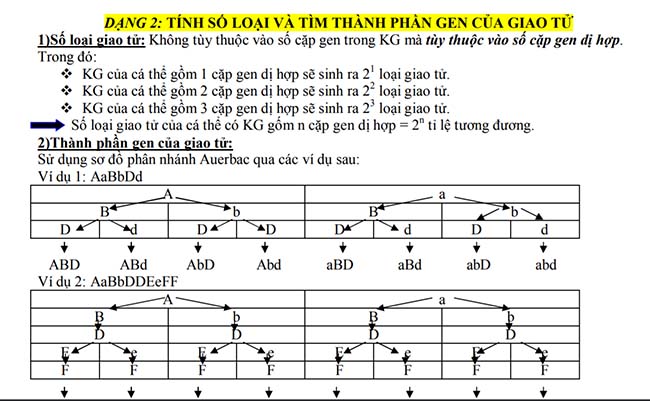 DẠNG 2: TÍNH SỐ LOẠI VÀ TÌM THÀNH PHẦN GEN CỦA GIAO TỬ
1)Số loại giao tử: Không tùy thuộc vào số cặp gen trong KG mà tùy thuộc vào số cặp gen dị hợp.
Trong đó:
❖ KG của cá thể gồm 1 cặp gen dị hợp sẽ sinh ra 2¹ loại giao tử.
❖ KG của cá thể gồm 2 cặp gen dị hợp sẽ sinh ra 2² loại giao tử.
❖ KG của cá thể gồm 3 cặp gen dị hợp sẽ sinh ra 2³ loại giao tử.
Số loại giao tử của cá thể có KG gồm n cặp gen dị hợp = 2ⁿ tỉ lệ tương đương.
2)Thành phần gen của giao tử:
Sử dụng sơ đồ phân nhánh Auerbac qua các ví dụ sau:
Ví dụ 1: AaBbDd
A a
B b B b
D d D D D d D d
ABD ABd AbD Abd aBD aBd abD abd
Ví dụ 2: AaBbDDEeFF
A a
B b B b
D D D D
E e E e E e E e
F F F F F F F F